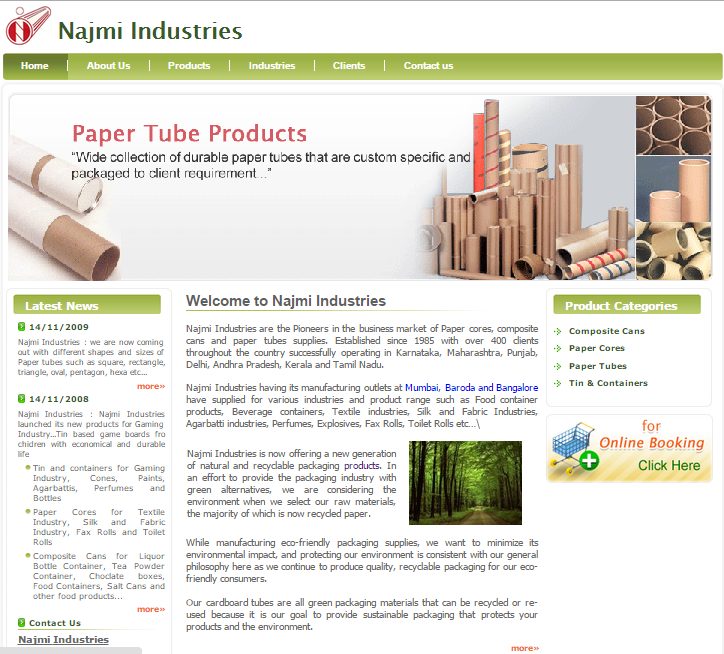 Najmi Industries
Home
About Us
Products
Industries
Clients
Contact us
Paper Tube Products
“Wide collection of durable paper tubes that are custom specific and
packaged to client requirement...”
Latest News
14/11/2009
Najmi Industries : we are now coming
out with different shapes and sizes of
Paper tubes such as square, rectangle,
triangle, oval, pentagon, hexa etc...
more»
14/11/2008
Najmi Industries : Najmi Industries
launched its new products for Gaming
Industry...Tin based game boards fro
chidren with economical and durable
life
Tin and containers for Gaming
Industry, Cones, Paints,
Agarbattis, Perfumes and
Bottles
Paper Cores for Textile
Industry, Silk and Fabric
Industry, Fax Rolls and Toilet
Rolls
Composite Cans for Liquor
Bottle Container, Tea Powder
Container, Choclate boxes,
Food Containers, Salt Cans and
other food products...
more»
Contact Us
Najmi Industries
Welcome to Najmi Industries
Najmi Industries are the Pioneers in the business market of Paper cores, composite
cans and paper tubes supplies. Established since 1985 with over 400 clients
throughout the country successfully operating in Karnataka, Maharashtra, Punjab,
Delhi, Andhra Pradesh, Kerala and Tamil Nadu.
Najmi Industries having its manufacturing outlets at Mumbai, Baroda and Bangalore
have supplied for various industries and product range such as Food container
products, Beverage containers, Textile industries, Silk and Fabric Industries,
Agarbatti industries, Perfumes, Explosives, Fax Rolls, Toilet Rolls etc...\
Najmi Industries is now offering a new generation
of natural and recyclable packaging products. In
an effort to provide the packaging industry with
green alternatives, we are considering the
environment when we select our raw materials,
the majority of which is now recycled paper.
While manufacturing eco-friendly packaging supplies, we want to minimize its
environmental impact, and protecting our environment is consistent with our general
philosophy here as we continue to produce quality, recyclable packaging for our eco-
friendly consumers.
Our cardboard tubes are all green packaging materials that can be recycled or re-
used because it is our goal to provide sustainable packaging that protects your
products and the environment.
more»
Product Categories
Composite Cans
Paper Cores
Paper Tubes
Tin & Containers
for
Online Booking
Click Here